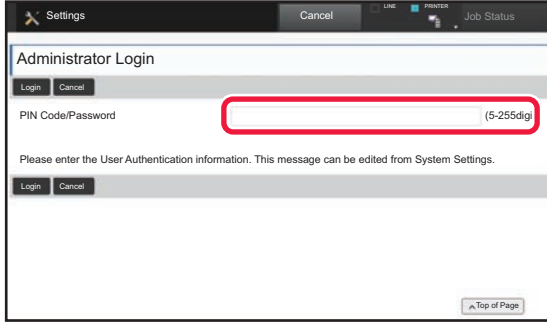 Settings Cancel LINE PRINTER Job Status
Administrator Login
Login Cancel
PIN Code/Password (5-255digi
Please enter the User Authentication information. This message can be edited from System Settings.
Login Cancel
Top of Page